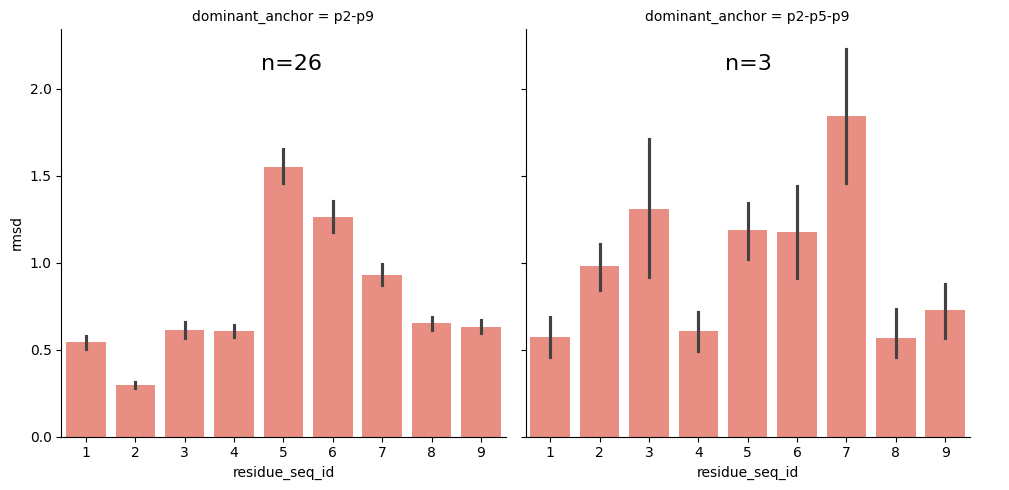 dominant_anchor = p2-p9
dominant_anchor = p2-p5-p9
n=26
n=3
2.0
1.5
1.0
0.5
0.0
rmsd
1 2 3 4 5 6 7 8 9
1 2 3 4 5 6 7 8 9
residue_seq_id
residue_seq_id